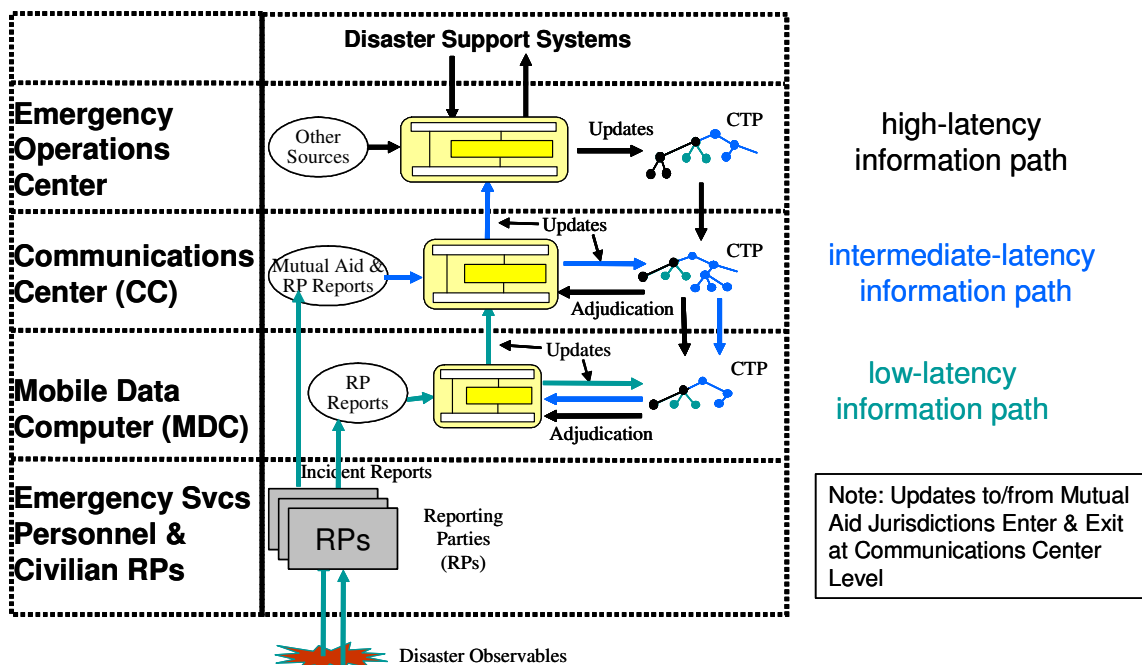 Disaster Support Systems
Emergency
Operations
Center
Other
Sources
Updates
CTP
high-latency
information path
Communications
Center (CC)
Mutual Aid &
RP Reports
Updates
CTP
Adjudication
intermediate-latency
information path
Mobile Data
Computer (MDC)
RP
Reports
Updates
CTP
Adjudication
low-latency
information path
Emergency Svcs
Personnel &
Civilian RPs
Incident Reports
RPs
Reporting
Parties
(RPs)
Note: Updates to/from Mutual
Aid Jurisdictions Enter & Exit
at Communications Center
Level
Disaster Observables